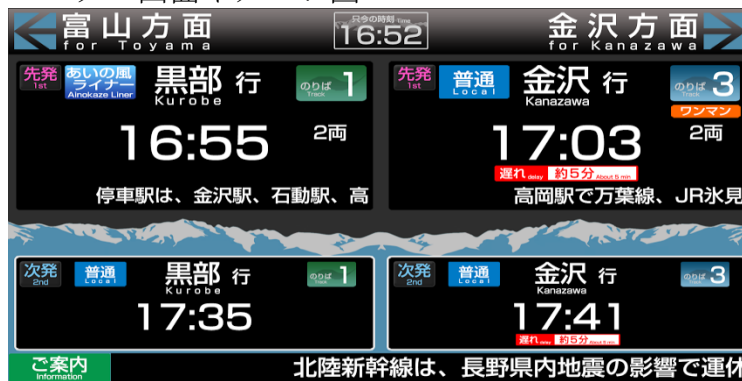 富山方面
for Toyama
只今の時刻 time
16:52
金沢方面
for Kanazawa
先発
1st
あいの風
ライナー
Ainokaze Liner
黒部 行
Kurobe
のりば
Track
1
16:55
2両
停車駅は、金沢駅、石動駅、高
先発
1st
普通
Local
金沢 行
Kanazawa
のりば
Track
3
ワンマン
17:03
2両
遅れ delay 約5分 About 5 min
高岡駅で万葉線、JR氷見
次発
2nd
普通
Local
黒部 行
Kurobe
のりば
1
17:35
次発
2nd
普通
Local
金沢 行
Kanazawa
のりば
3
17:41
遅れ delay 約5分 About 5 min
ご案内
Information
北陸新幹線は、長野県内地震の影響で運休